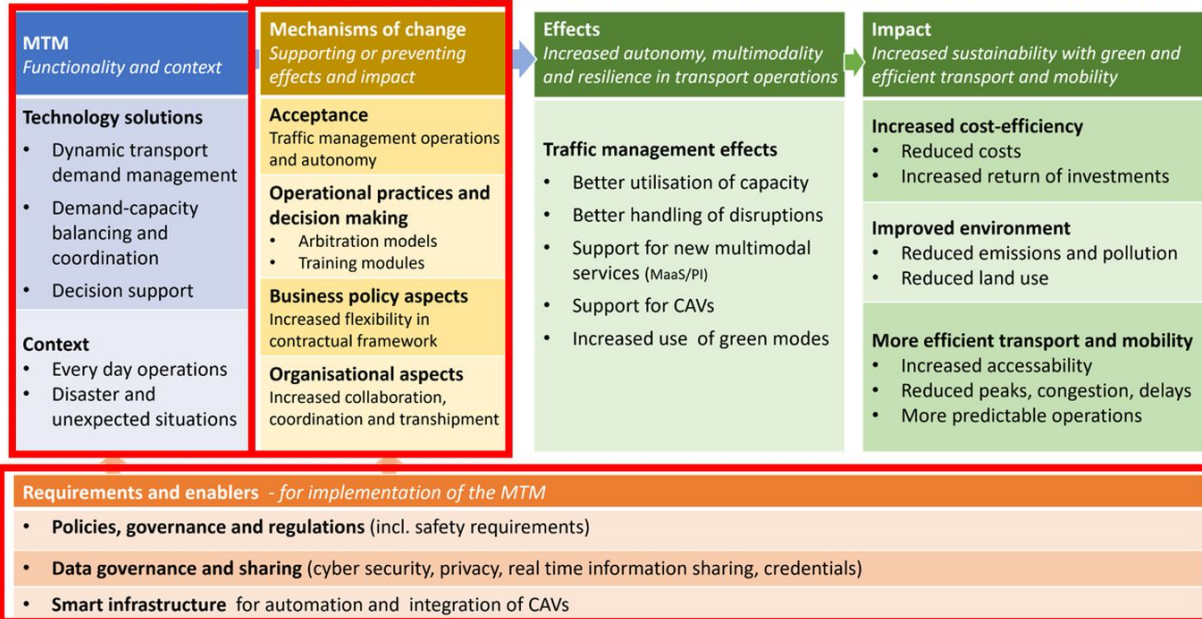 MTM
Functionality and context
Technology solutions
• Dynamic transport
demand management
• Demand-capacity
balancing and
coordination
• Decision support
Context
• Every day operations
• Disaster and
unexpected situations
Mechanisms of change
Supporting or preventing
effects and impact
Acceptance
Traffic management operations
and autonomy
Operational practices and
decision making
• Arbitration models
• Training modules
Business policy aspects
Increased flexibility in
contractual framework
Organisational aspects
Increased collaboration,
coordination and transhipment
Effects
Increased autonomy, multimodality
and resilience in transport operations
Traffic management effects
• Better utilisation of capacity
• Better handling of disruptions
• Support for new multimodal
services (MaaS/PI)
• Support for CAVs
• Increased use of green modes
Impact
Increased sustainability with green and
efficient transport and mobility
Increased cost-efficiency
• Reduced costs
• Increased return of investments
Improved environment
• Reduced emissions and pollution
• Reduced land use
More efficient transport and mobility
• Increased accessability
• Reduced peaks, congestion, delays
• More predictable operations
Requirements and enablers - for implementation of the MTM
• Policies, governance and regulations (incl. safety requirements)
• Data governance and sharing (cyber security, privacy, real time information sharing, credentials)
• Smart infrastructure for automation and integration of CAVs